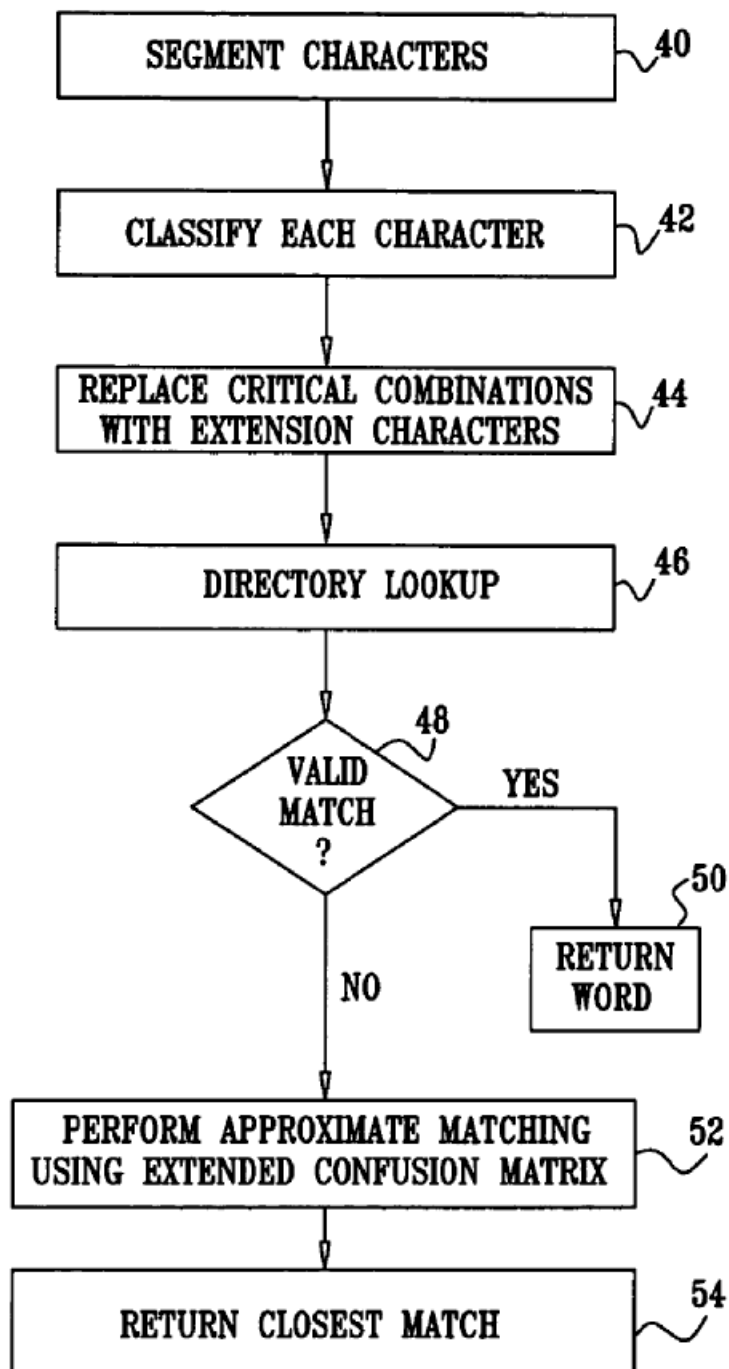 SEGMENT CHARACTERS
40
CLASSIFY EACH CHARACTER
42
REPLACE CRITICAL COMBINATIONS
WITH EXTENSION CHARACTERS
44
DIRECTORY LOOKUP
46
48
VALID
MATCH
?
YES
50
RETURN
WORD
NO
PERFORM APPROXIMATE MATCHING
USING EXTENDED CONFUSION MATRIX
52
RETURN CLOSEST MATCH
54